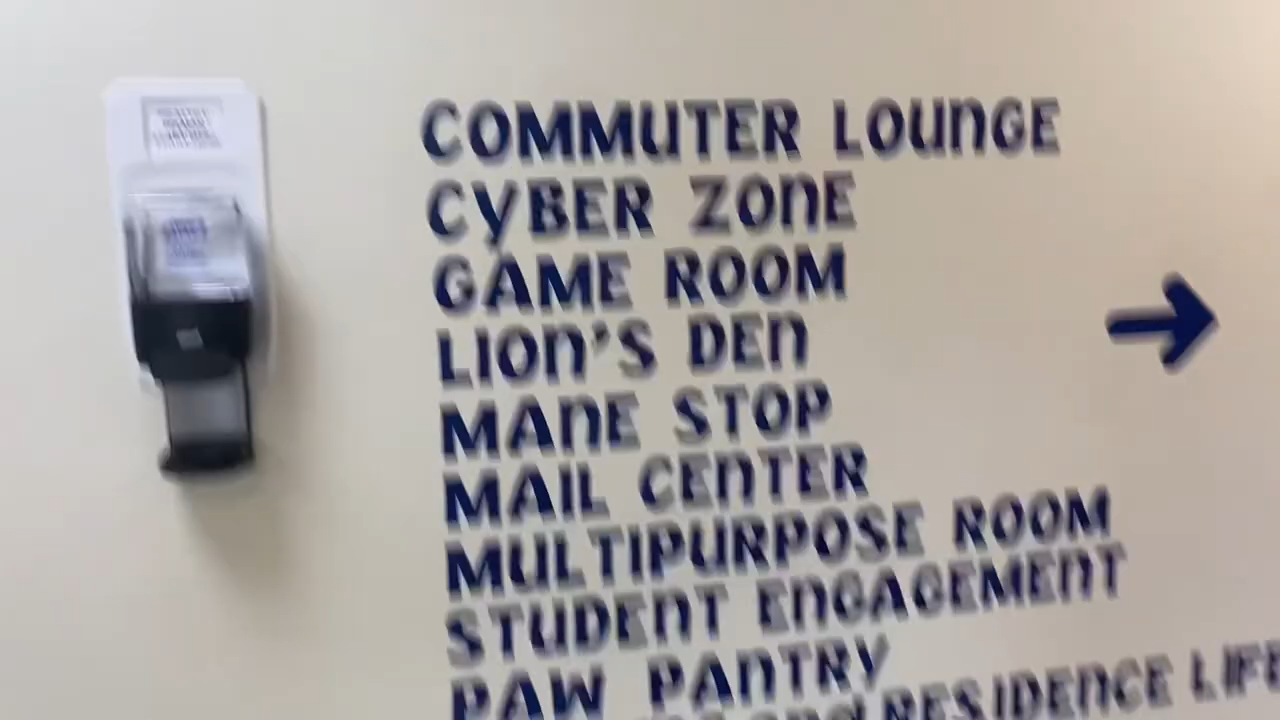 COMMUTER LOUNGE
CYBER ZONE
GAME ROOM
LION'S DEN
MANE STOP
MAIL CENTER
MULTIPURPOSE ROOM
STUDENT ENGAGEMENT
PAW PANTRY
AND RESIDENCE LIFE